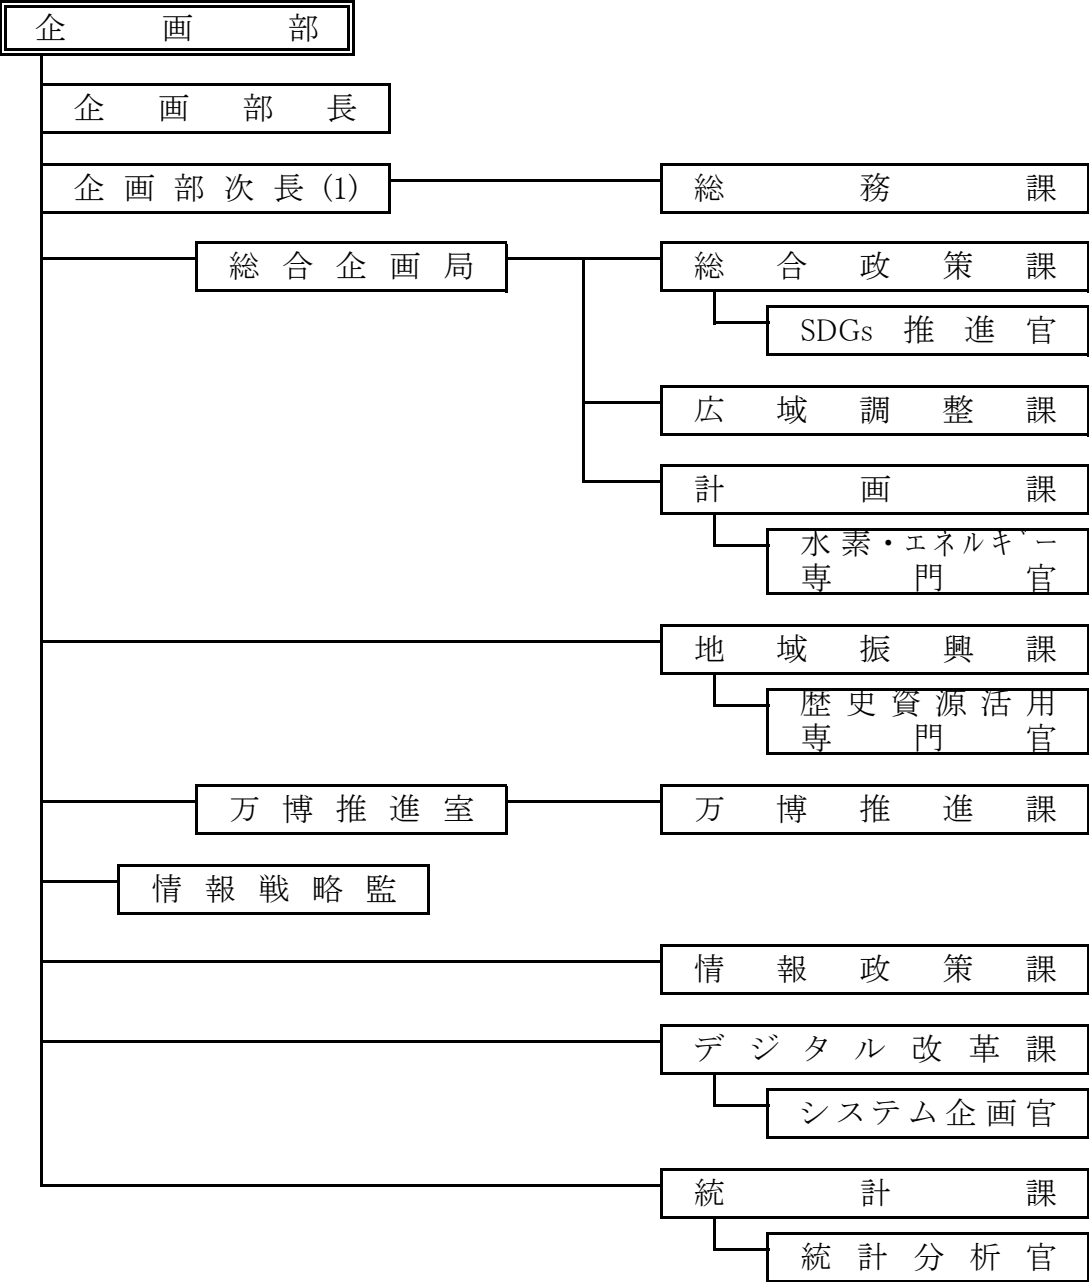 企画部
企画部長
企画部次長(1)
総務課
総合企画局
総合政策課
SDGs推進官
広域調整課
計画課
水素・エネルギー
専門官
地域振興課
歴史資源活用
専門官
万博推進室
万博推進課
情報戦略監
情報政策課
デジタル改革課
システム企画官
統計課
統計分析官